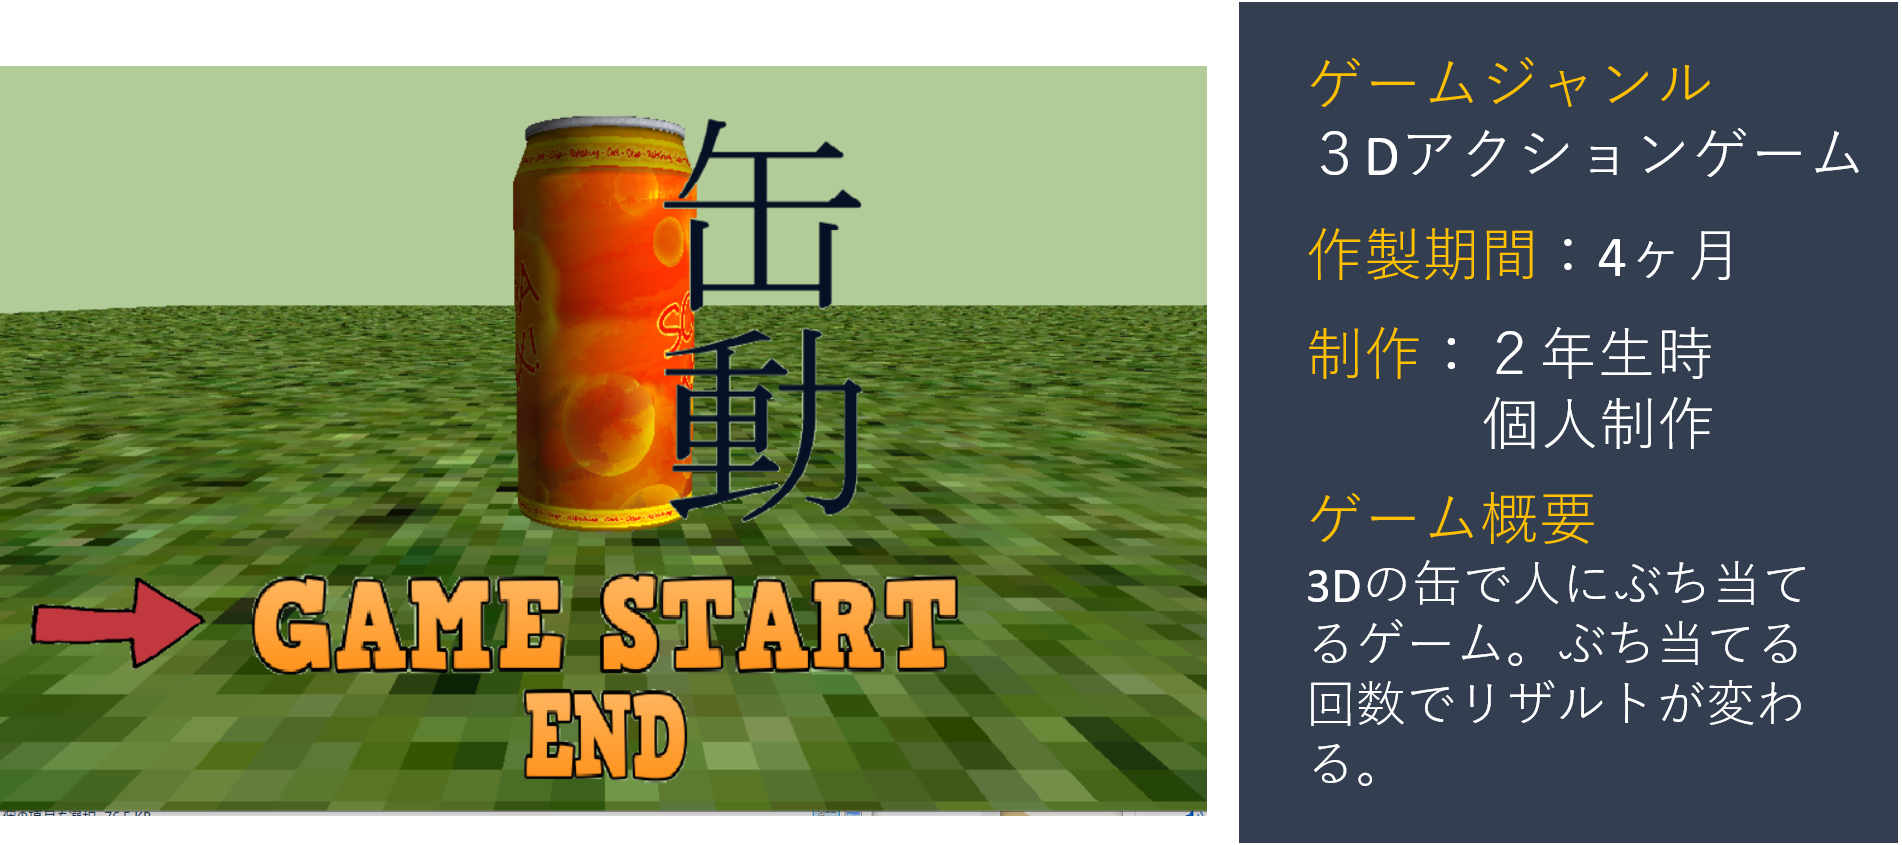 缶
動
GAME START
END
ゲームジャンル
３Dアクションゲーム
作製期間：4ヶ月
制作：２年生時
個人制作
ゲーム概要
3Dの缶で人にぶち当て
るゲーム。ぶち当てる
回数でリザルトが変わ
る。